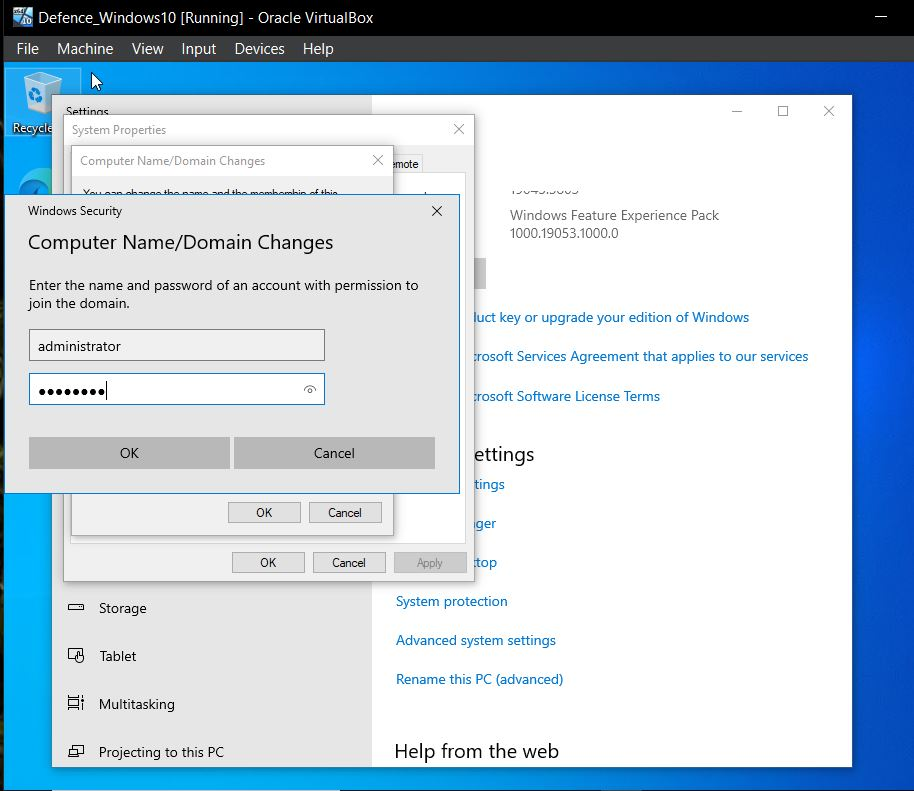 Defence_Windows10 [Running] - Oracle VirtualBox
File Machine View Input Devices Help
Recycle
Settings
System Properties
Computer Name/Domain Changes
emote
You can change the name and the membership of this
Windows Security
Computer Name/Domain Changes
Enter the name and password of an account with permission to
join the domain.
administrator
OK
Cancel
OK
Cancel
OK
Cancel
Apply
Windows Feature Experience Pack
1000.19053.1000.0
uct key or upgrade your edition of Windows
rosoft Services Agreement that applies to our services
rosoft Software License Terms
ettings
tings
ger
top
System protection
Advanced system settings
Rename this PC (advanced)
Help from the web
Storage
Tablet
Multitasking
Projecting to this PC